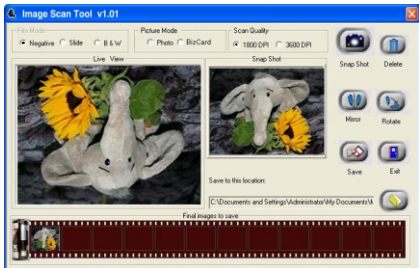 Image Scan Tool v1.01
Film Mode
Negative Slide B & W
Picture Mode
Photo BizCard
Scan Quality
1800 DPI 3600 DPI
Live View
Snap Shot
Snap Shot Delete
Mirror Rotate
Save Exit
Save to this location:
C:\Documents and Settings\Administrator\My Documents\
Final images to save